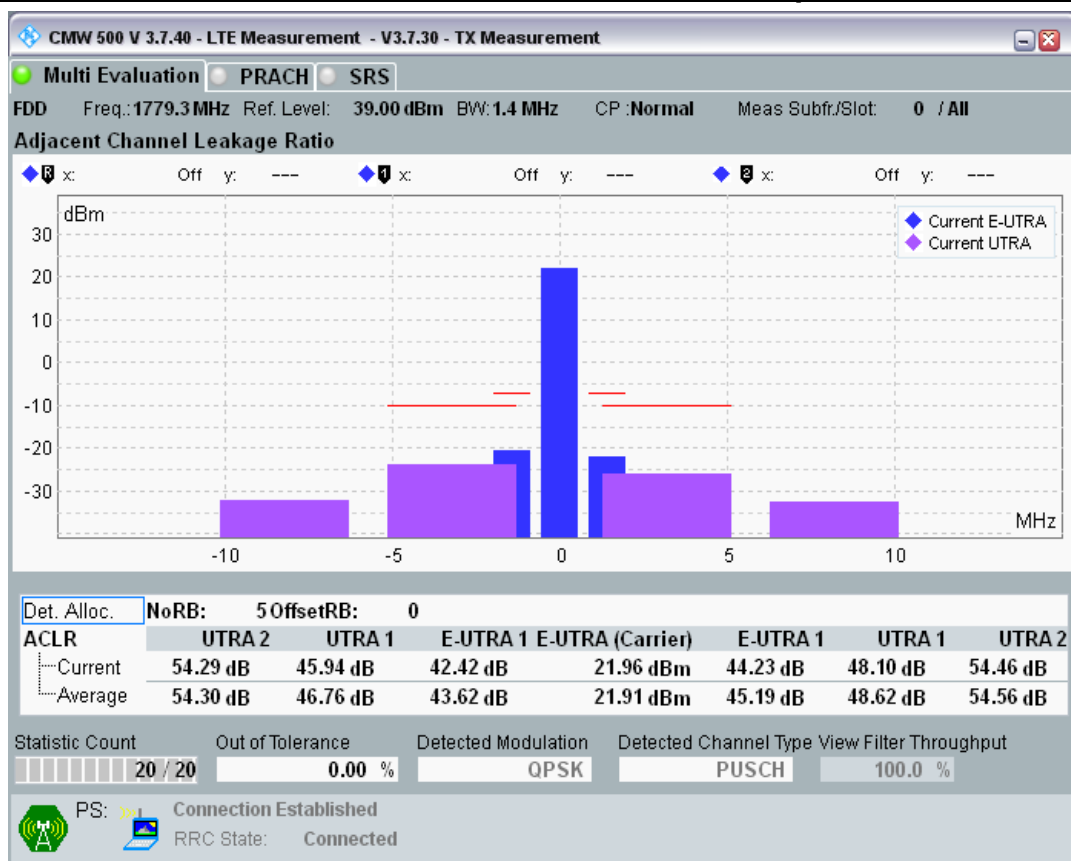 CMW 500 V 3.7.40 - LTE Measurement - V3.7.30 - TX Measurement
Multi Evaluation PRACH SRS
FDD Freq.: 1779.3 MHz Ref. Level: 39.00 dBm BW: 1.4 MHz CP :Normal Meas Subfr./Slot: 0 / All
Adjacent Channel Leakage Ratio
R x: Off y: --- 1 x: Off y: --- 2 x: Off y: ---
dBm
Current E-UTRA
Current UTRA
30
20
10
0
-10
-20
-30
MHz
-10 -5 0 5 10
Det. Alloc. NoRB: 5 OffsetRB: 0
ACLR UTRA 2 UTRA 1 E-UTRA 1 E-UTRA (Carrier) E-UTRA 1 UTRA 1 UTRA 2
Current 54.29 dB 45.94 dB 42.42 dB 21.96 dBm 44.23 dB 48.10 dB 54.46 dB
Average 54.30 dB 46.76 dB 43.62 dB 21.91 dBm 45.19 dB 48.62 dB 54.56 dB
Statistic Count Out of Tolerance Detected Modulation Detected Channel Type View Filter Throughput
20 / 20 0.00 % QPSK PUSCH 100.0 %
PS: Connection Established
RRC State: Connected